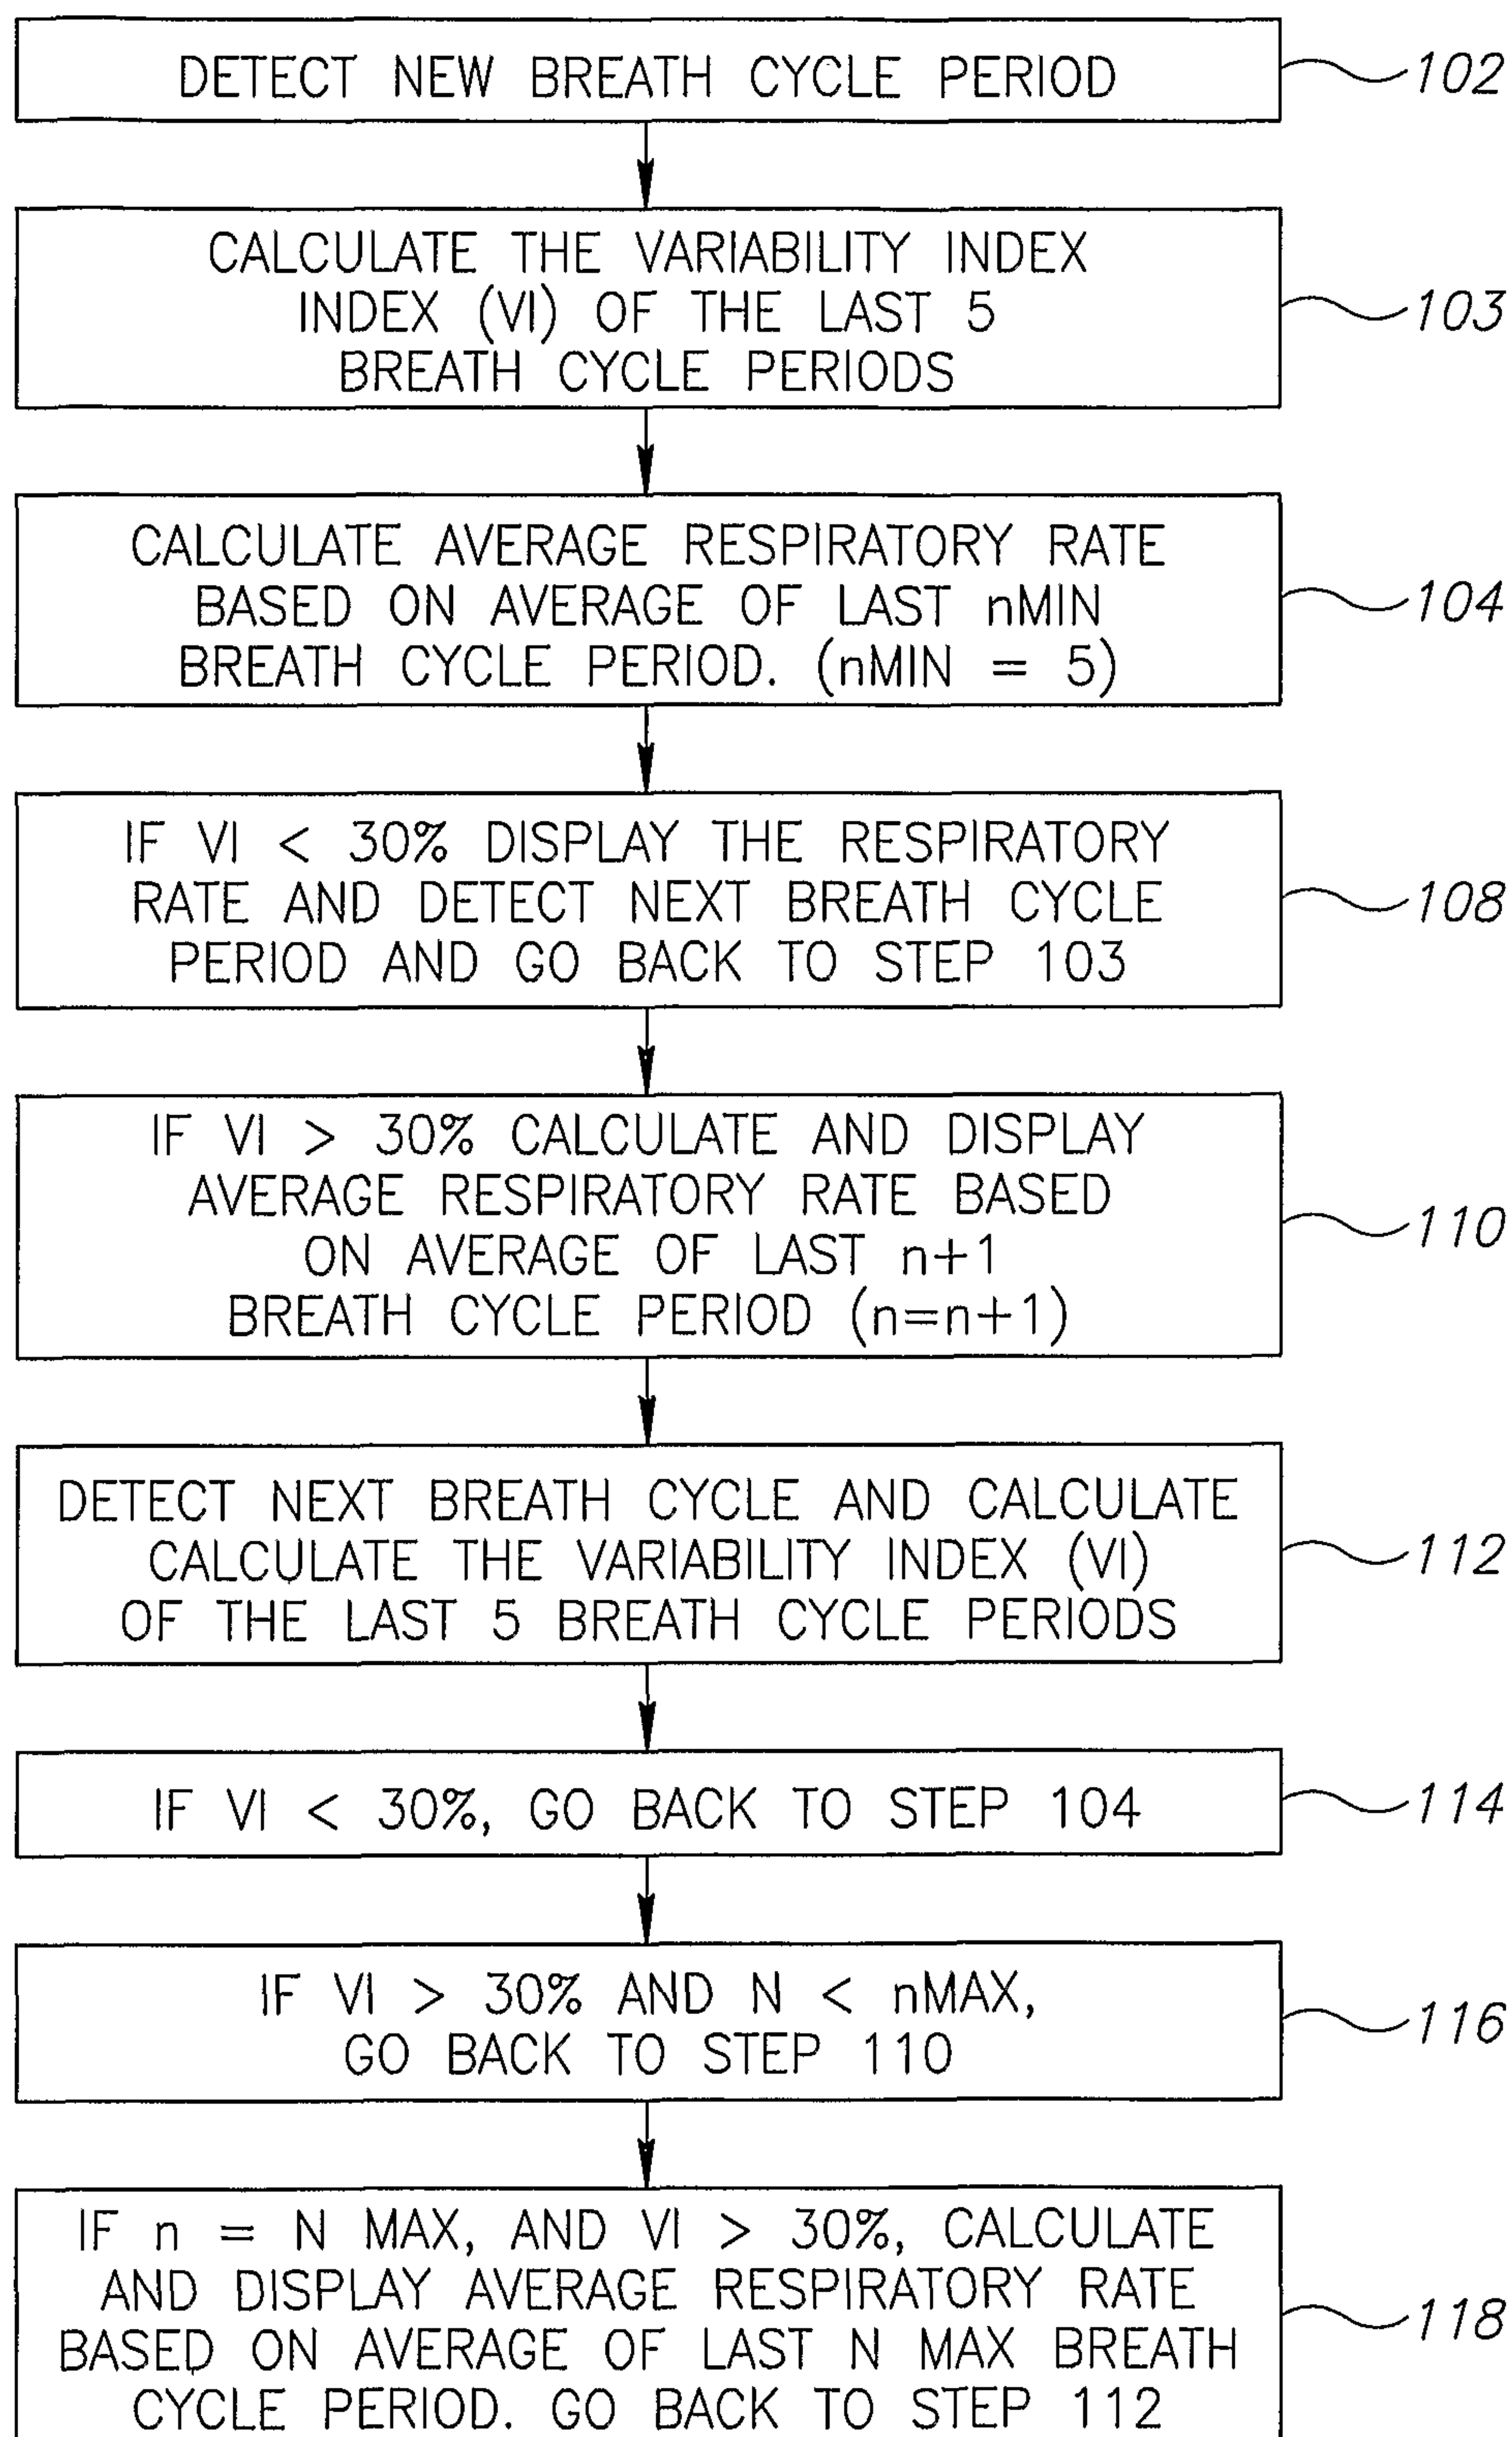 DETECT NEW BREATH CYCLE PERIOD
102
CALCULATE THE VARIABILITY INDEX
INDEX (VI) OF THE LAST 5
BREATH CYCLE PERIODS
103
CALCULATE AVERAGE RESPIRATORY RATE
BASED ON AVERAGE OF LAST nMIN
BREATH CYCLE PERIOD. (nMIN = 5)
104
IF VI < 30% DISPLAY THE RESPIRATORY
RATE AND DETECT NEXT BREATH CYCLE
PERIOD AND GO BACK TO STEP 103
108
IF VI > 30% CALCULATE AND DISPLAY
AVERAGE RESPIRATORY RATE BASED
ON AVERAGE OF LAST n+1
BREATH CYCLE PERIOD (n=n+1)
110
DETECT NEXT BREATH CYCLE AND CALCULATE
CALCULATE THE VARIABILITY INDEX (VI)
OF THE LAST 5 BREATH CYCLE PERIODS
112
IF VI < 30%, GO BACK TO STEP 104
114
IF VI > 30% AND N < nMAX,
GO BACK TO STEP 110
116
IF n = N MAX, AND VI > 30%, CALCULATE
AND DISPLAY AVERAGE RESPIRATORY RATE
BASED ON AVERAGE OF LAST N MAX BREATH
CYCLE PERIOD. GO BACK TO STEP 112
118